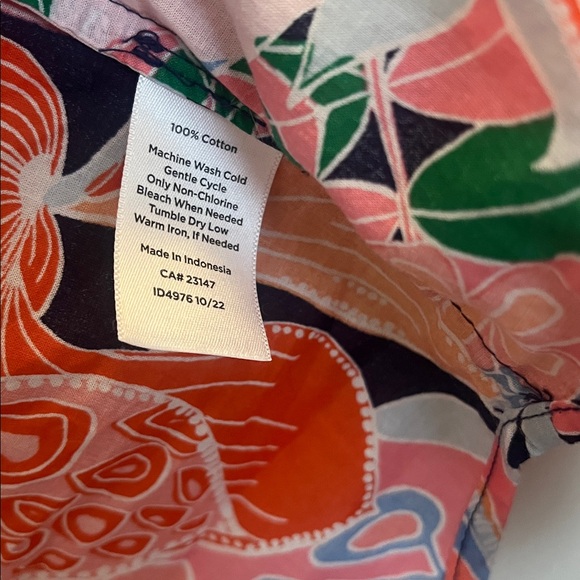 100% Cotton
Machine Wash Cold
Gentle Cycle
Only Non-Chlorine
Bleach When Needed
Tumble Dry Low
Warm Iron, If Needed
Made In Indonesia
CA# 23147
ID4976 10/22